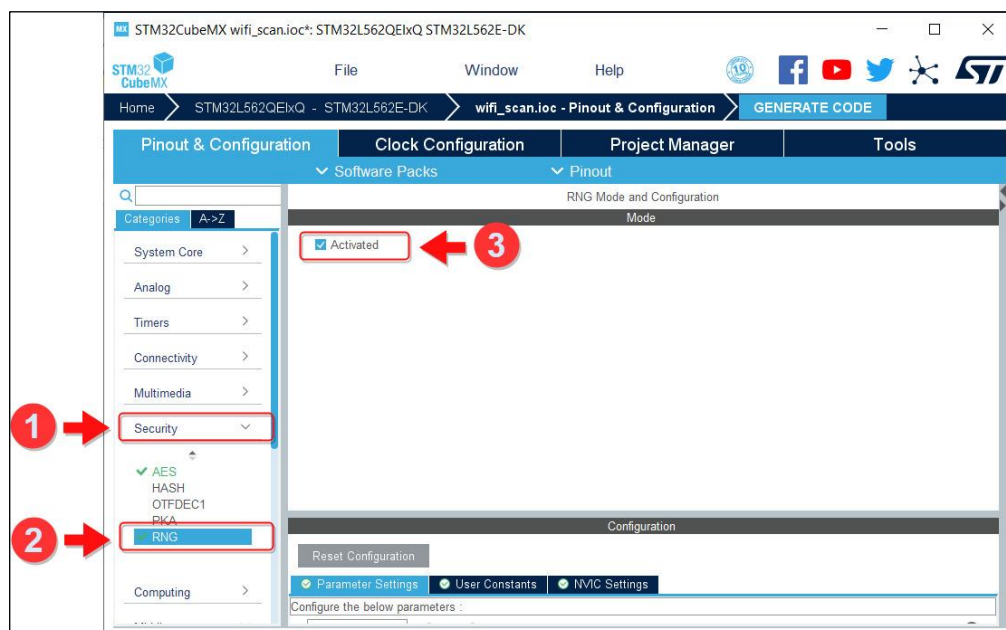 MX STM32CubeMX wifi_scan.ioc*: STM32L562QEIxQ STM32L562E-DK
STM32 CubeMX
File Window Help
10
Home STM32L562QEIxQ - STM32L562E-DK wifi_scan.ioc - Pinout & Configuration GENERATE CODE
Pinout & Configuration Clock Configuration Project Manager Tools
Software Packs Pinout
RNG Mode and Configuration
Categories A->Z
Mode
Activated
3
System Core
Analog
Timers
Connectivity
Multimedia
1
Security
AES
HASH
OTFDEC1
PKA
2
RNG
Computing
Configuration
Reset Configuration
Parameter Settings User Constants NVIC Settings
Configure the below parameters :